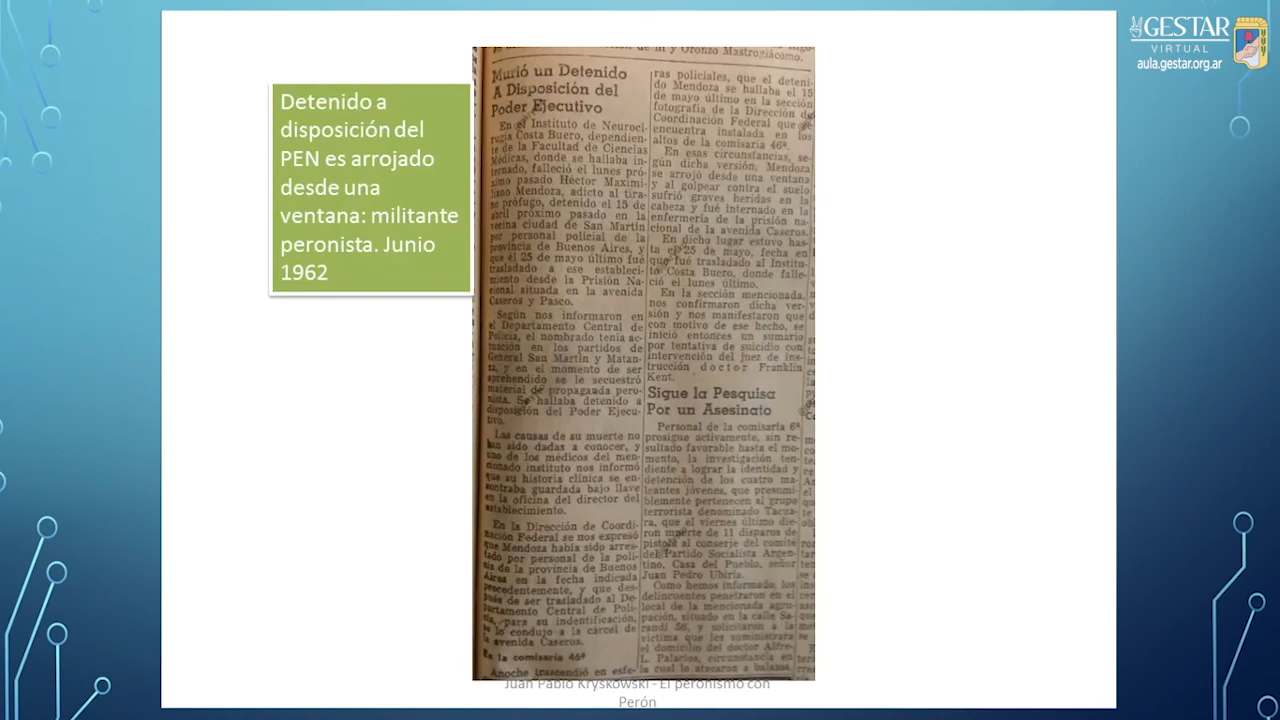 GESTAR
VIRTUAL
aula.gestar.org.ar
Detenido a
disposición del
PEN es arrojado
desde una
ventana: militante
peronista. Junio
1962
Oronzo Mastrogiácomo.
Murió un Detenido
A Disposición del
Poder Ejecutivo
En el Instituto de Neuroci-
rugía Costa Buero, dependien-
te de la Facultad de Ciencias
Médicas, donde se hallaba in-
ternado, falleció el lunes pró-
ximo pasado Héctor Maximi-
liano Mendoza, adicto al tira-
no prófugo, detenido el 15 de
abril próximo pasado en la
vecina ciudad de San Martín
por personal policial de la
provincia de Buenos Aires, y
que el 25 de mayo último fué
trasladado a ese estableci-
miento desde la Prisión Na-
cional situada en la avenida
Caseros y Pasco.
Según nos informaron en
el Departamento Central de
Policía, el nombrado tenía ac-
tuación en los partidos de
General San Martín y Matan-
za, y en el momento de ser
aprehendido se le secuestró
material de propaganda pero-
nista. Se hallaba detenido a
disposición del Poder Ejecu-
tivo.
Las causas de su muerte no
han sido dadas a conocer, y
uno de los médicos del men-
cionado instituto nos informó
que su historia clínica se en-
contraba guardada bajo llave
en la oficina del director del
establecimiento.
En la Dirección de Coordi-
nación Federal se nos expresó
que Mendoza había sido arres-
tado por personal de la poli-
cía de la provincia de Buenos
Aires en la fecha indicada
precedentemente, y que des-
pués de ser trasladado al De-
partamento Central de Poli-
cía, para su indentificación,
se lo condujo a la cárcel de
la avenida Caseros.
En la comisaría 46ª
Anoche trascendió en esfe-
ras policiales, que el deteni-
do Mendoza se hallaba el 15
de mayo último en la sección
fotografía de la Dirección de
Coordinación Federal que se
encuentra instalada en los
altos de la comisaría 46ª.
En esas circunstancias, se-
gún dicha versión, Mendoza
se arrojó desde una ventana
y al golpear contra el suelo
sufrió graves heridas en la
cabeza y fué internado en la
enfermería de la prisión na-
cional de la avenida Caseros.
En dicho lugar estuvo has-
ta el 25 de mayo, fecha en
que fué trasladado al Institu-
to Costa Buero, donde falle-
ció el lunes último.
En la sección mencionada,
nos confirmaron dicha ver-
sión y nos manifestaron que
con motivo de ese hecho, se
inició entonces un sumario
por tentativa de suicidio con
intervención del juez de ins-
trucción doctor Franklin
Kent.
Sigue la Pesquisa
Por un Asesinato
Personal de la comisaría 6ª
prosigue activamente, sin re-
sultado favorable hasta el mo-
mento, la investigación ten-
diente a lograr la identidad y
detención de los cuatro ma-
leantes jóvenes, que presumi-
blemente pertenecen al grupo
terrorista denominado Tacua-
ra, que el viernes último die-
ron muerte de 11 disparos de
pistola al conserje del comité
del Partido Socialista Argen-
tino, Casa del Pueblo, señor
Juan Pedro Ubiría.
Como hemos informado, los
delincuentes penetraron en el
local de la mencionada agru-
pación, situado en la calle Sa-
randí 56, y solicitaron a la
víctima que les suministrara
el domicilio del doctor Alfre-
L. Palacios, circunstancia en
la cual lo atacaron a balazos.
Juan Pablo Kryskowski - El peronismo con
Perón